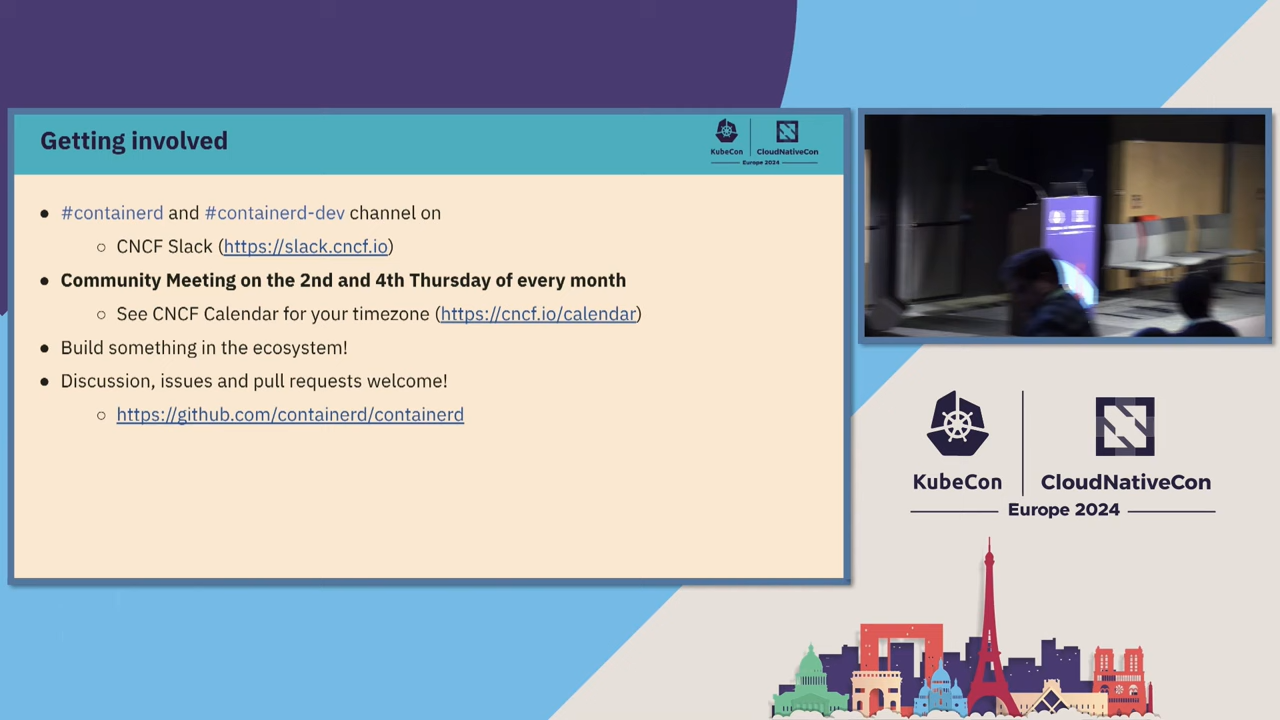 Getting involved
KubeCon
CloudNativeCon
Europe 2024
● #containerd and #containerd-dev channel on
○ CNCF Slack (https://slack.cncf.io)
● Community Meeting on the 2nd and 4th Thursday of every month
○ See CNCF Calendar for your timezone (https://cncf.io/calendar)
● Build something in the ecosystem!
● Discussion, issues and pull requests welcome!
○ https://github.com/containerd/containerd
KubeCon
CloudNativeCon
Europe 2024